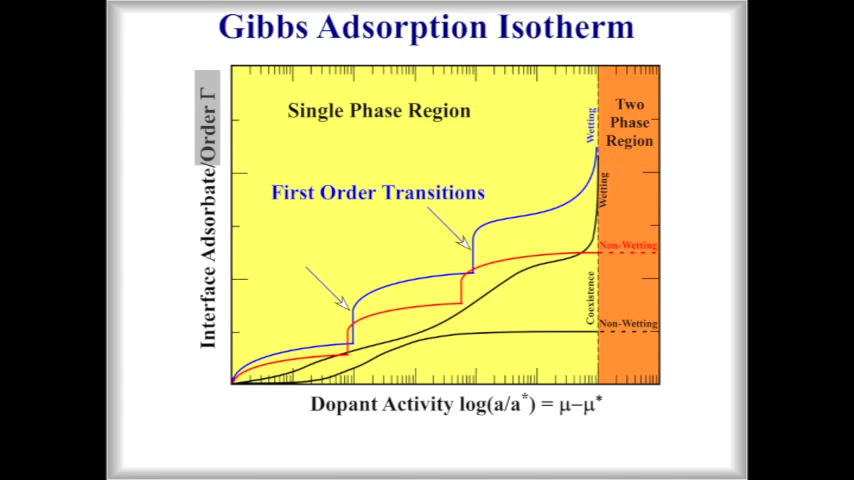 Gibbs Adsorption Isotherm
Interface Adsorbate/Order Γ
Single Phase Region
Two
Phase
Region
Wetting
First Order Transitions
Wetting
Non-Wetting
Coexistence
Non-Wetting
Dopant Activity log(a/a*) = μ−μ*